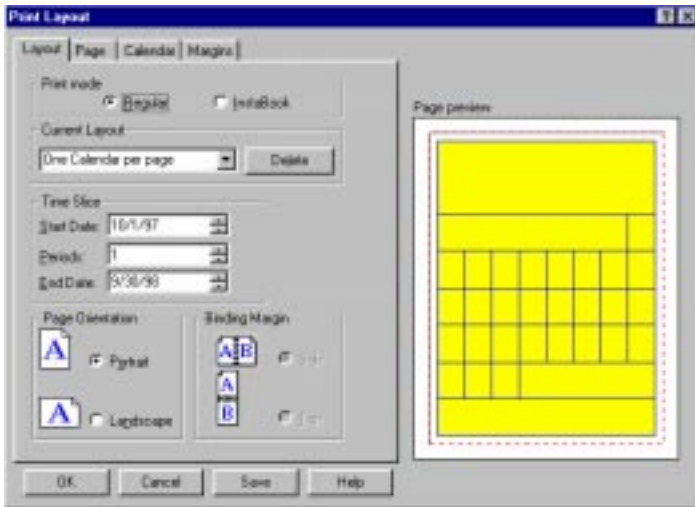 Print Layout
Layout Page Calendar Margins
Print mode
Regular InstaBook
Current Layout
One Calendar per page Delete
Time Slice
Start Date: 10/1/97
Periods: 1
End Date: 9/30/98
Page Orientation
A Portrait
A Landscape
Binding Margin
A B
A
B
OK Cancel Save Help
Page preview